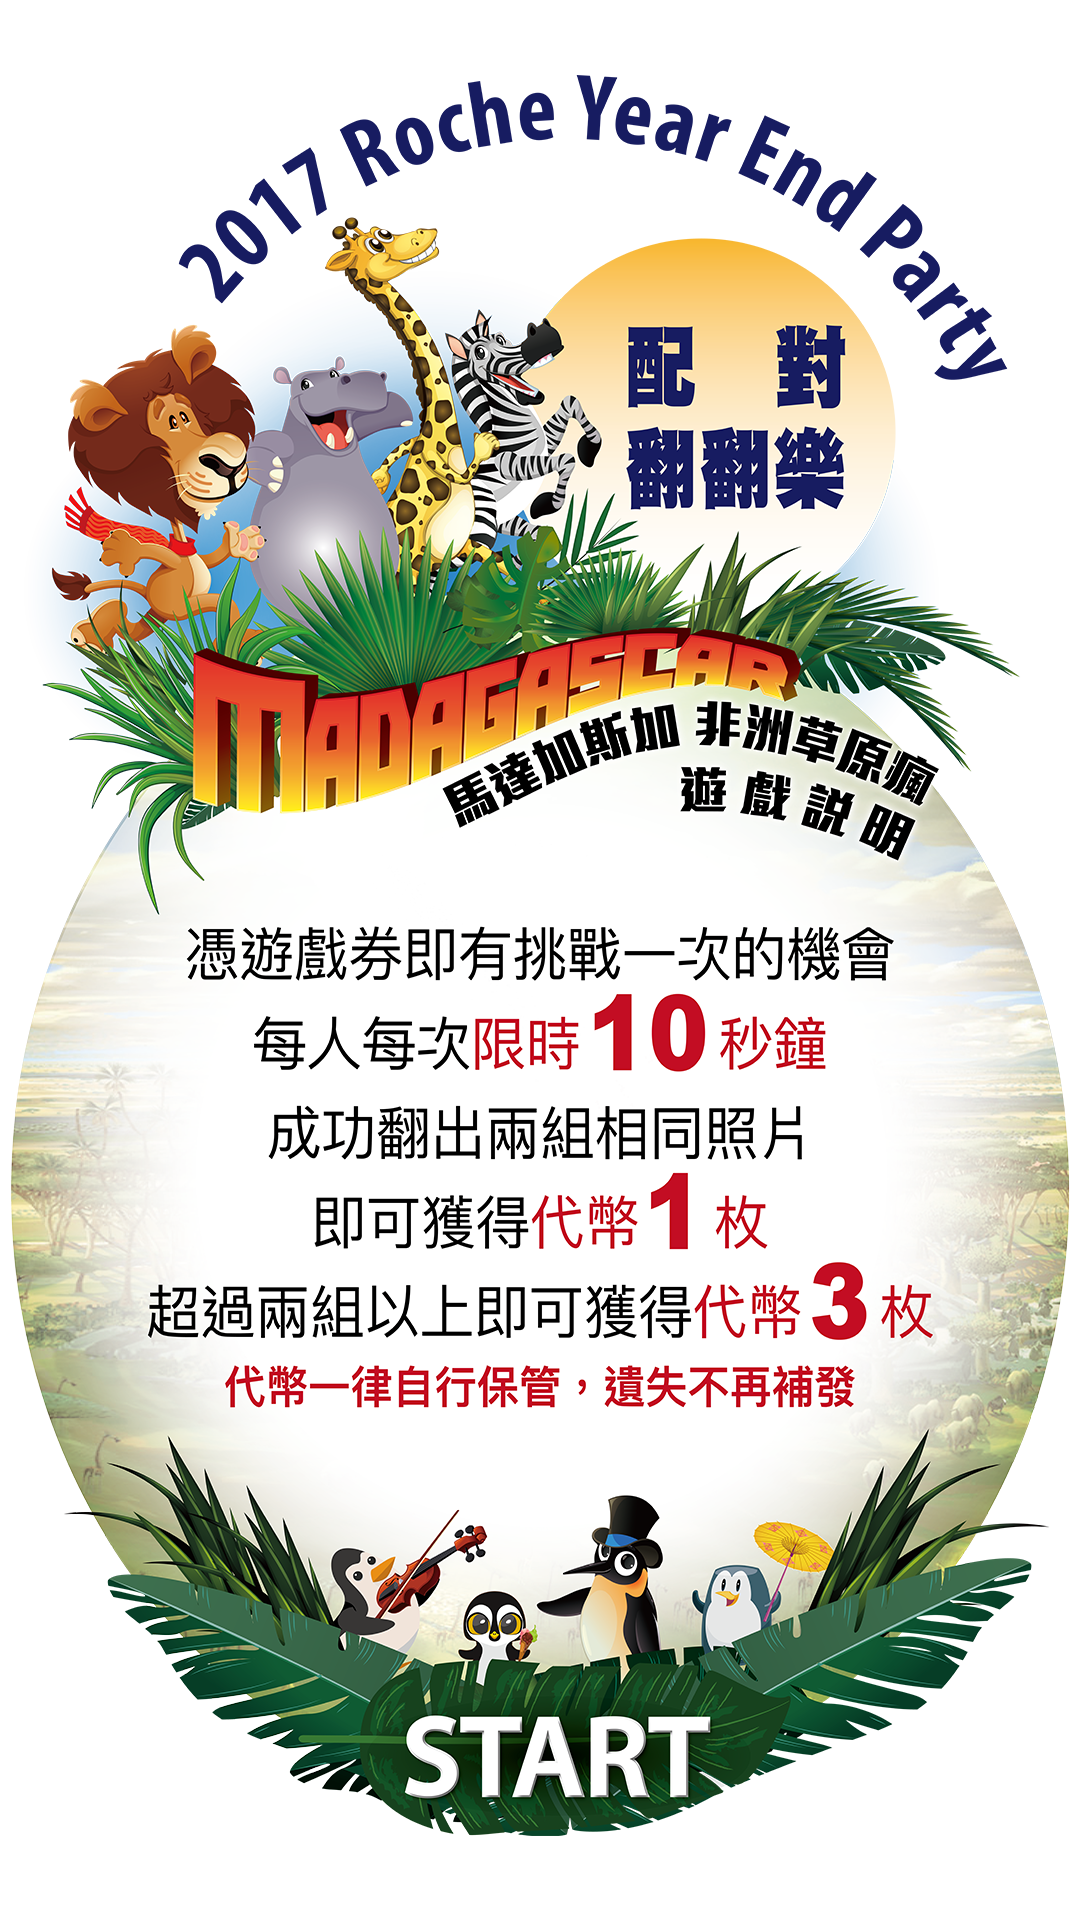 2017 Roche Year End Party
配 對
翻翻樂
MADAGASCAR
馬達加斯加 非洲草原瘋
遊戲説明
憑遊戲券即有挑戰一次的機會
每人每次限時10秒鐘
成功翻出兩組相同照片
即可獲得代幣1枚
超過兩組以上即可獲得代幣3枚
代幣一律自行保管，遺失不再補發
START